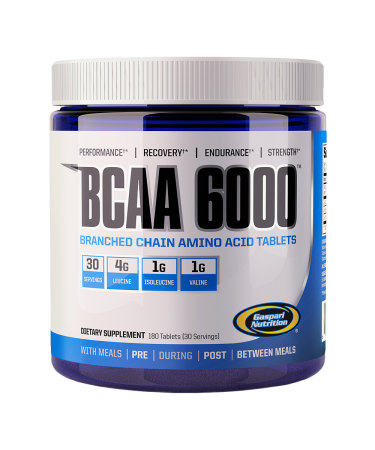 PERFORMANCE†* | RECOVERY†* | ENDURANCE†* | STRENGTH†*
BCAA 6000™
BRANCHED CHAIN AMINO ACID TABLETS
30 4G 1G 1G
SERVINGS LEUCINE ISOLEUCINE VALINE
Gaspari
Nutrition®
DIETARY SUPPLEMENT 180 Tablets (30 Servings)
WITH MEALS | PRE | DURING | POST | BETWEEN MEALS